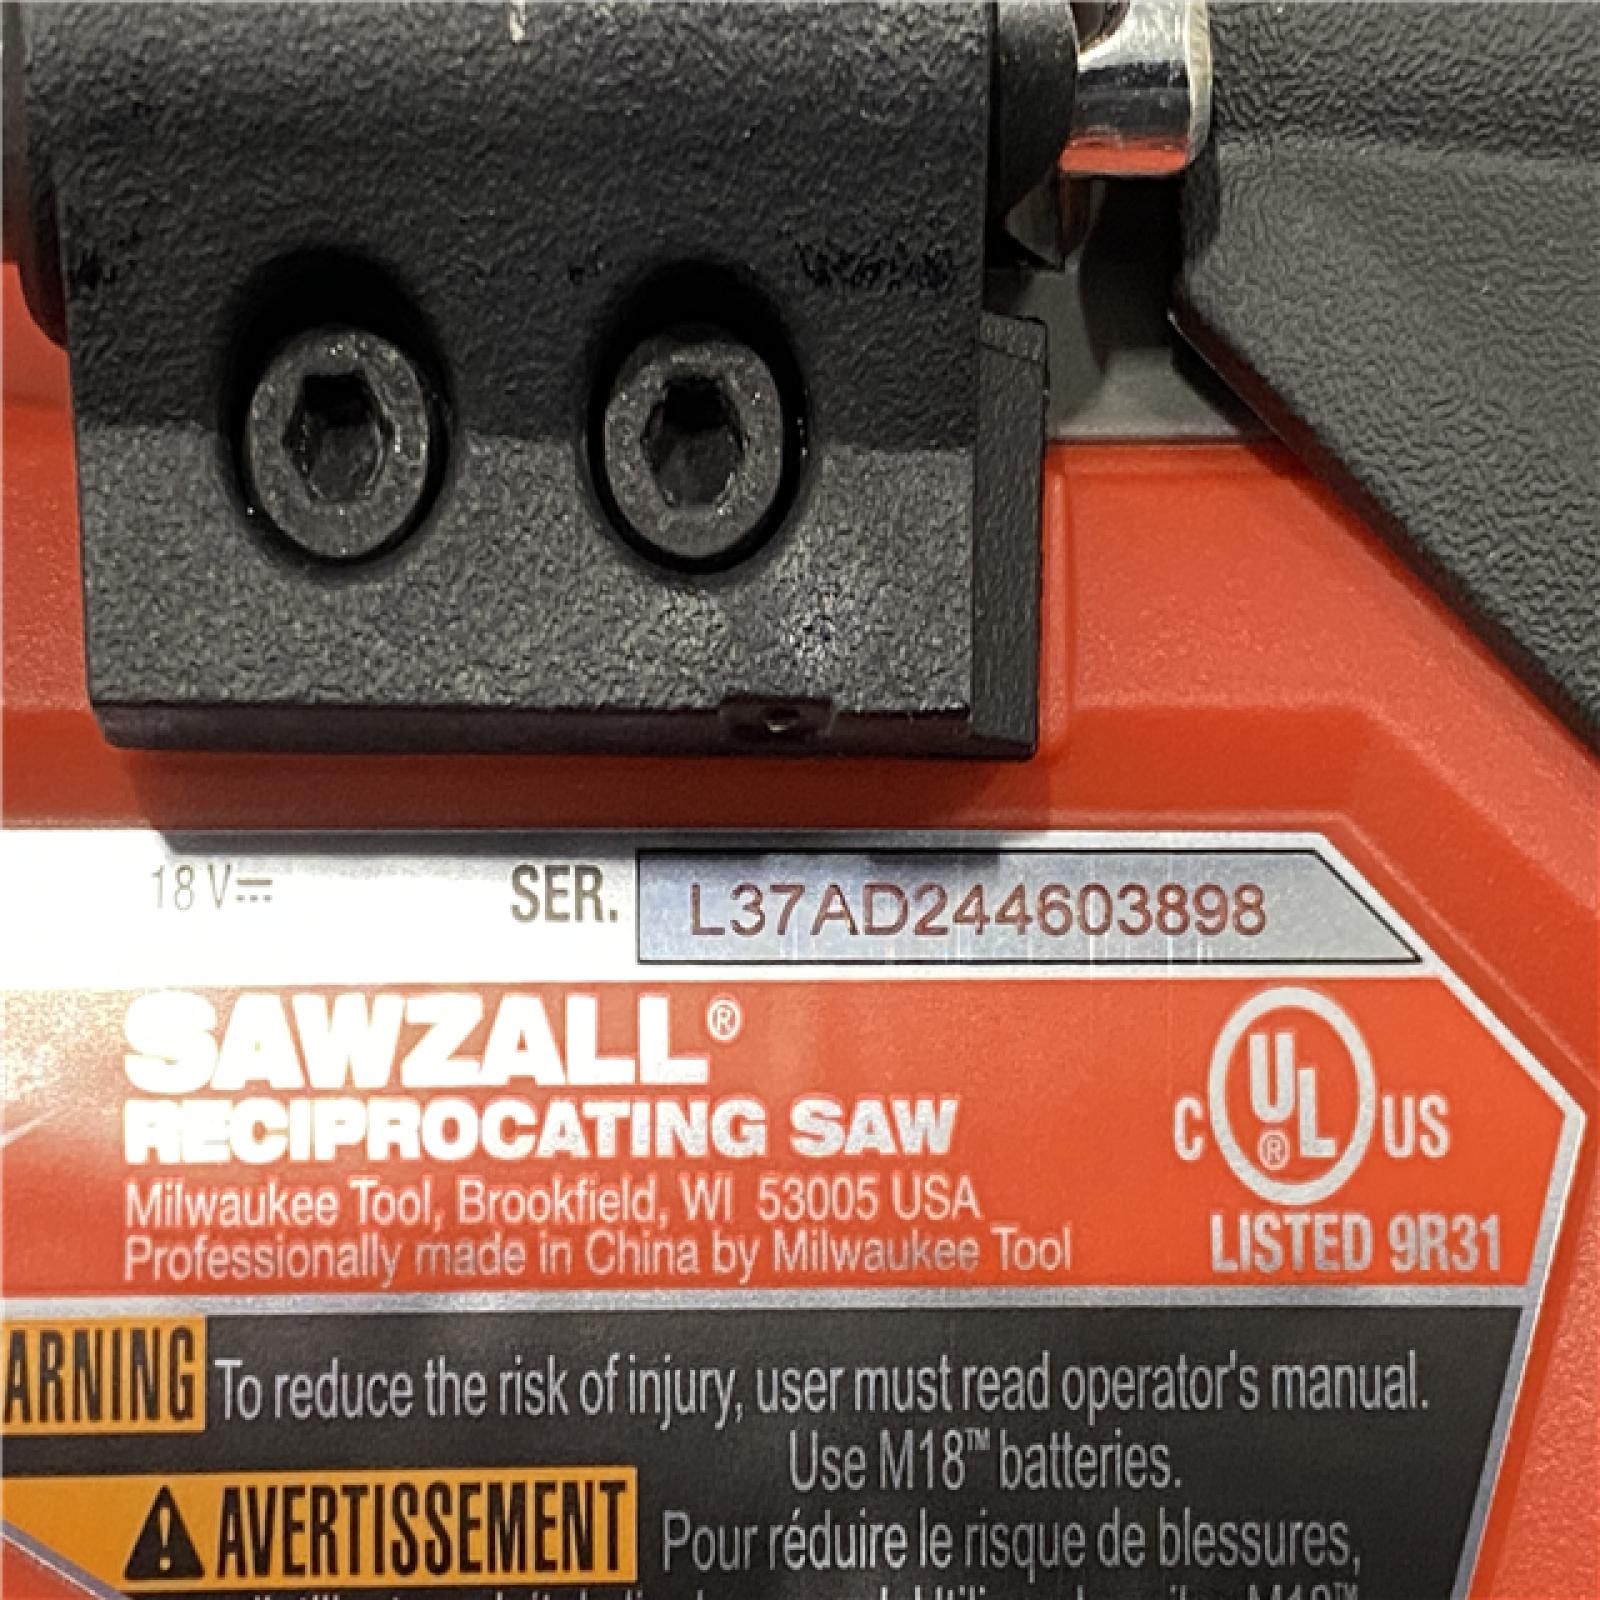 18 V⎓ SER. L37AD244603898
SAWZALL®
RECIPROCATING SAW
Milwaukee Tool, Brookfield, WI 53005 USA
Professionally made in China by Milwaukee Tool
C UL® US
LISTED 9R31
ARNING To reduce the risk of injury, user must read operator's manual.
Use M18™ batteries.
AVERTISSEMENT Pour réduire le risque de blessures,